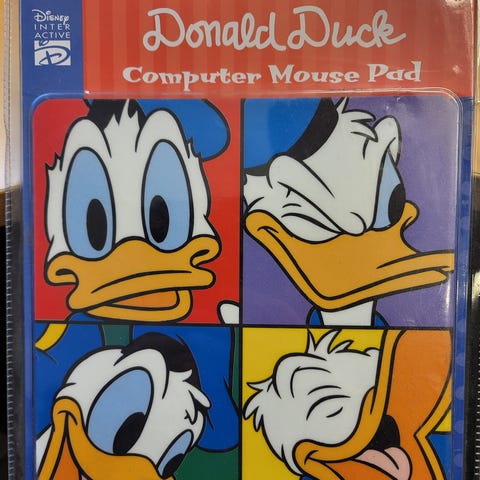 Disney
INTER
ACTIVE
D
Donald Duck
Computer Mouse Pad